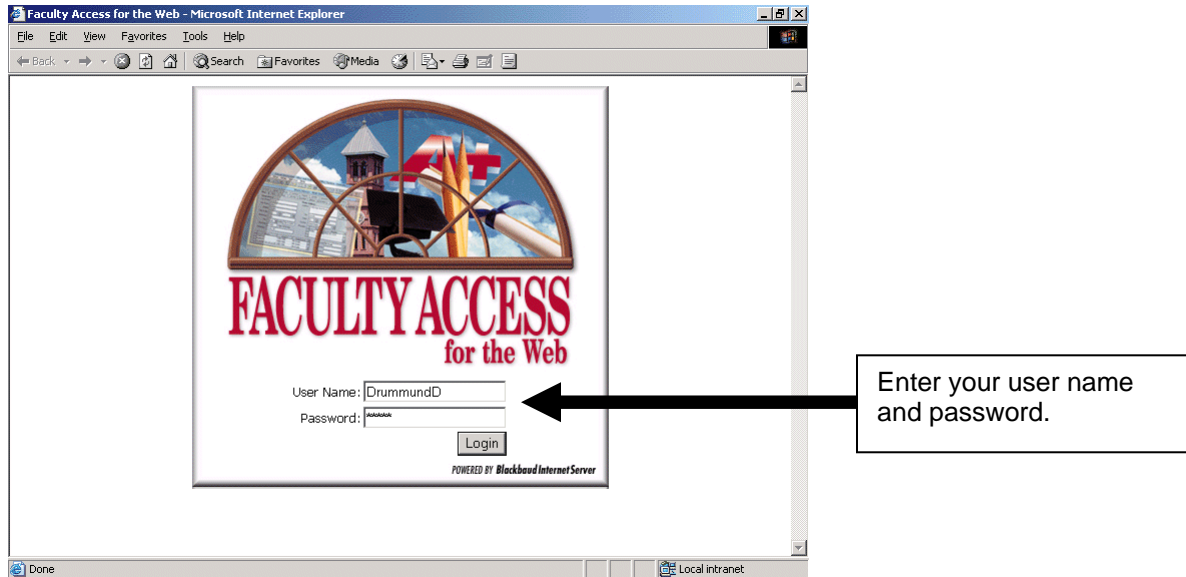 Faculty Access for the Web - Microsoft Internet Explorer
File Edit View Favorites Tools Help
Back Search Favorites Media
A+
FACULTY ACCESS
for the Web
User Name: DrummundD
Password: *****
Login
POWERED BY Blackbaud Internet Server
Enter your user name
and password.
Done Local intranet